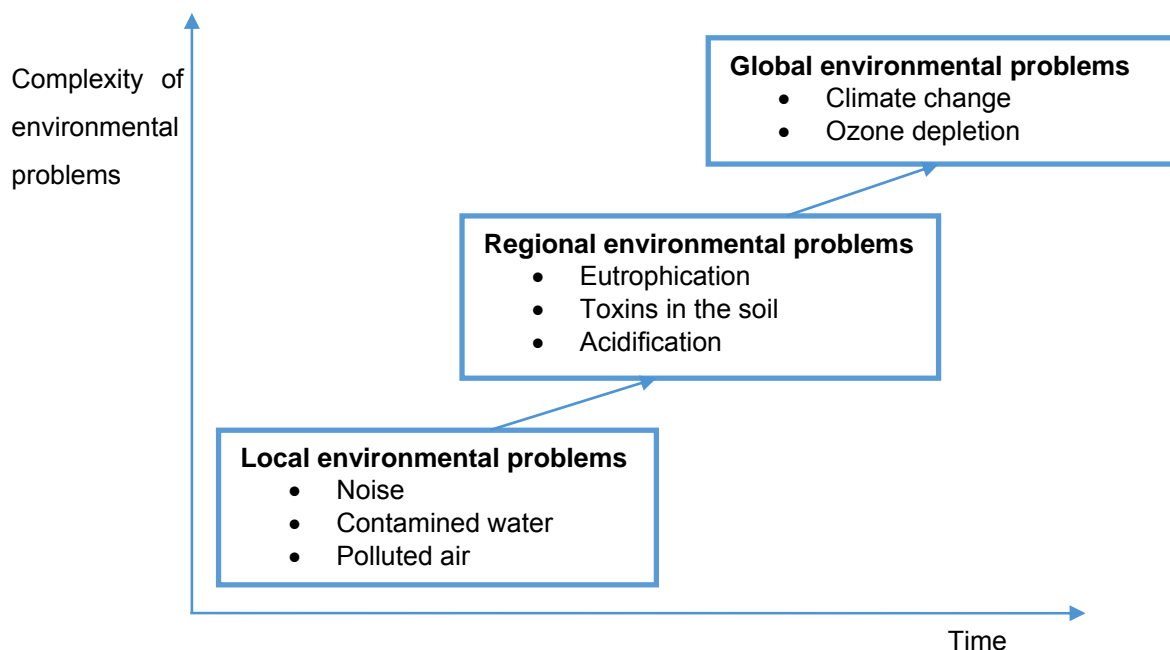 Complexity of
environmental
problems
Global environmental problems
• Climate change
• Ozone depletion
Regional environmental problems
• Eutrophication
• Toxins in the soil
• Acidification
Local environmental problems
• Noise
• Contamined water
• Polluted air
Time